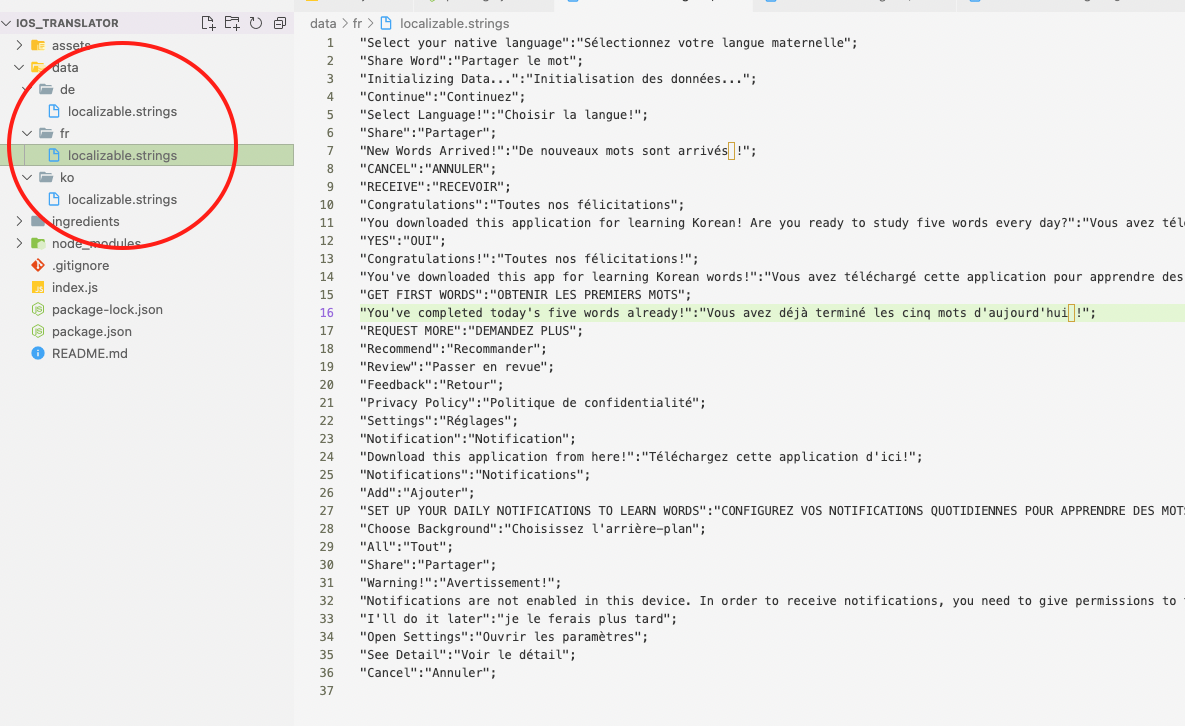 IOS_TRANSLATOR
assets
data
de
localizable.strings
fr
localizable.strings
ko
localizable.strings
ingredients
node_modules
.gitignore
index.js
package-lock.json
package.json
README.md
data > fr > localizable.strings
1 "Select your native language":"Sélectionnez votre langue maternelle";
2 "Share Word":"Partager le mot";
3 "Initializing Data...":"Initialisation des données...";
4 "Continue":"Continuez";
5 "Select Language!":"Choisir la langue!";
6 "Share":"Partager";
7 "New Words Arrived!":"De nouveaux mots sont arrivés !";
8 "CANCEL":"ANNULER";
9 "RECEIVE":"RECEVOIR";
10 "Congratulations":"Toutes nos félicitations";
11 "You downloaded this application for learning Korean! Are you ready to study five words every day?":"Vous avez tél
12 "YES":"OUI";
13 "Congratulations!":"Toutes nos félicitations!";
14 "You've downloaded this app for learning Korean words!":"Vous avez téléchargé cette application pour apprendre des
15 "GET FIRST WORDS":"OBTENIR LES PREMIERS MOTS";
16 "You've completed today's five words already!":"Vous avez déjà terminé les cinq mots d'aujourd'hui !";
17 "REQUEST MORE":"DEMANDEZ PLUS";
18 "Recommend":"Recommander";
19 "Review":"Passer en revue";
20 "Feedback":"Retour";
21 "Privacy Policy":"Politique de confidentialité";
22 "Settings":"Réglages";
23 "Notification":"Notification";
24 "Download this application from here!":"Téléchargez cette application d'ici!";
25 "Notifications":"Notifications";
26 "Add":"Ajouter";
27 "SET UP YOUR DAILY NOTIFICATIONS TO LEARN WORDS":"CONFIGUREZ VOS NOTIFICATIONS QUOTIDIENNES POUR APPRENDRE DES MOTS
28 "Choose Background":"Choisissez l'arrière-plan";
29 "All":"Tout";
30 "Share":"Partager";
31 "Warning!":"Avertissement!";
32 "Notifications are not enabled in this device. In order to receive notifications, you need to give permissions to
33 "I'll do it later":"je le ferais plus tard";
34 "Open Settings":"Ouvrir les paramètres";
35 "See Detail":"Voir le détail";
36 "Cancel":"Annuler";
37